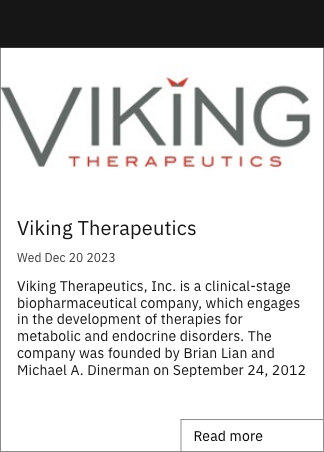 VIKING
THERAPEUTICS
Viking Therapeutics
Wed Dec 20 2023
Viking Therapeutics, Inc. is a clinical-stage
biopharmaceutical company, which engages
in the development of therapies for
metabolic and endocrine disorders. The
company was founded by Brian Lian and
Michael A. Dinerman on September 24, 2012
Read more